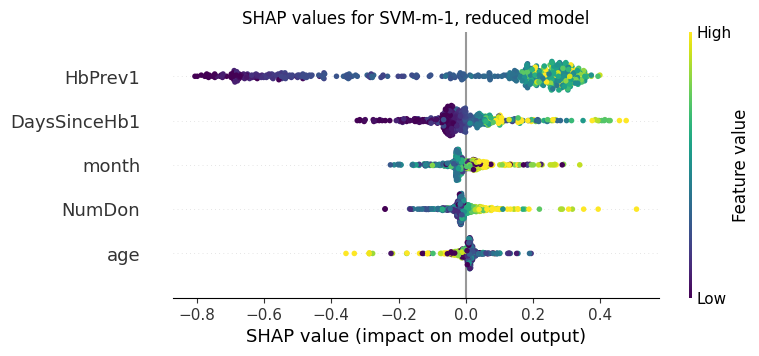 SHAP values for SVM-m-1, reduced model
High
HbPrev1
DaysSinceHb1
month
NumDon
age
Feature value
Low
−0.8 −0.6 −0.4 −0.2 0.0 0.2 0.4
SHAP value (impact on model output)